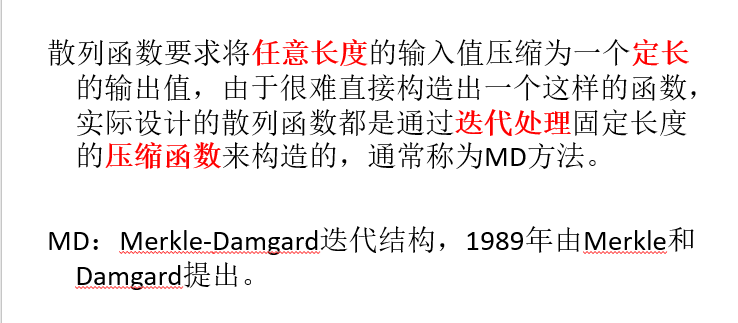 散列函数要求将任意长度的输入值压缩为一个定长
的输出值，由于很难直接构造出一个这样的函数，
实际设计的散列函数都是通过迭代处理固定长度
的压缩函数来构造的，通常称为MD方法。
MD：Merkle-Damgard迭代结构，1989年由Merkle和
Damgard提出。